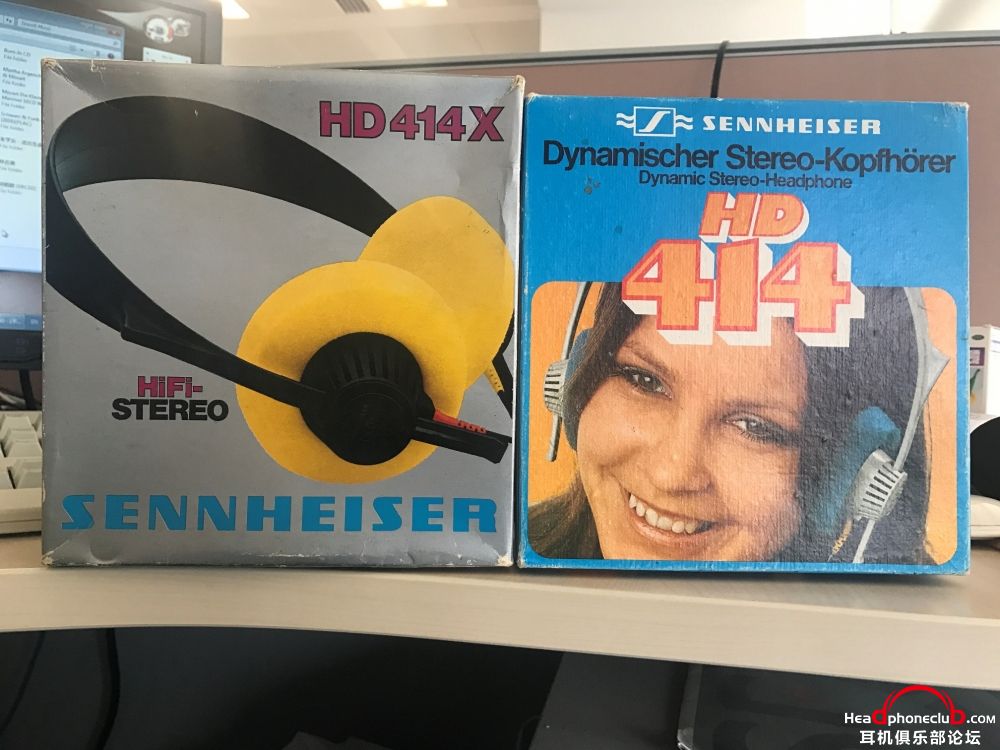 HD 414 X
HiFi-
STEREO
SENNHEISER
SENNHEISER
Dynamischer Stereo-Kopfhörer
Dynamic Stereo-Headphone
HD
414
Headphoneclub.com
耳机俱乐部论坛